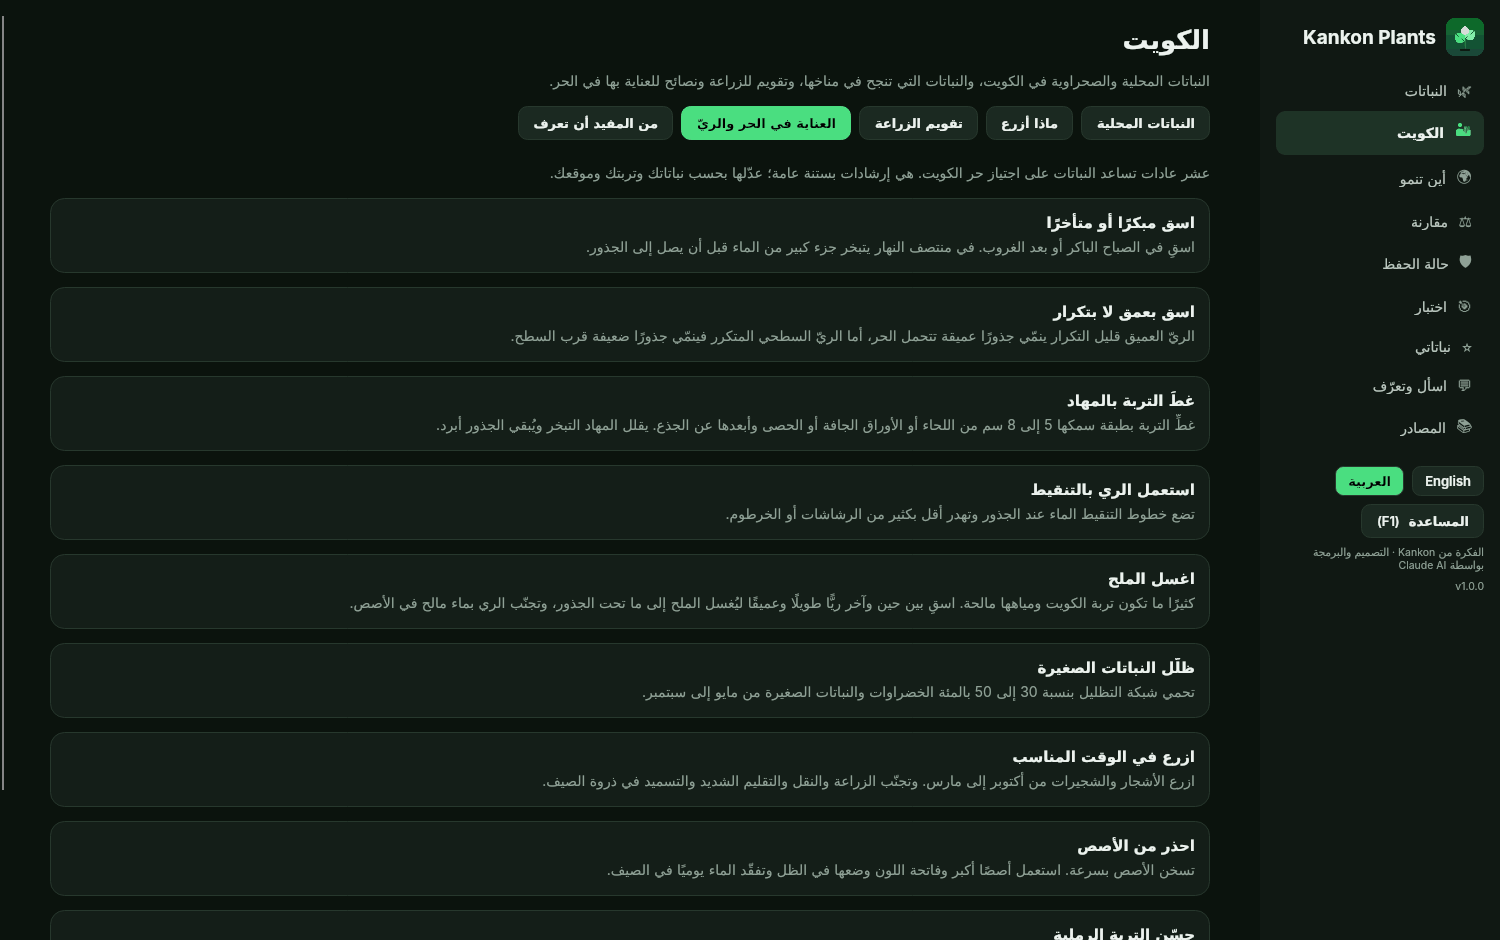 Kankon Plants
النباتات
الكويت
أين تنمو
مقارنة
حالة الحفظ
اختبار
نباتاتي
اسأل وتعرّف
المصادر
English
العربية
المساعدة (F1)
الفكرة من Kankon · التصميم والبرمجة
بواسطة Claude AI
v1.0.0
الكويت
النباتات المحلية والصحراوية في الكويت، والنباتات التي تنجح في مناخها، وتقويم للزراعة ونصائح للعناية بها في الحر.
النباتات المحلية
ماذا أزرع
تقويم الزراعة
العناية في الحر والريّ
من المفيد أن تعرف
عشر عادات تساعد النباتات على اجتياز حر الكويت. هي إرشادات بستنة عامة؛ عدّلها بحسب نباتاتك وتربتك وموقعك.
اسق مبكرًا أو متأخرًا
اسقِ في الصباح الباكر أو بعد الغروب. في منتصف النهار يتبخر جزء كبير من الماء قبل أن يصل إلى الجذور.
اسق بعمق لا بتكرار
الريّ العميق قليل التكرار ينمّي جذورًا عميقة تتحمل الحر، أما الريّ السطحي المتكرر فينمّي جذورًا ضعيفة قرب السطح.
غطَ التربة بالمهاد
غطِّ التربة بطبقة سمكها 5 إلى 8 سم من اللحاء أو الأوراق الجافة أو الحصى وأبعدها عن الجذع. يقلل المهاد التبخر ويُبقي الجذور أبرد.
استعمل الري بالتنقيط
تضع خطوط التنقيط الماء عند الجذور وتهدر أقل بكثير من الرشاشات أو الخرطوم.
اغسل الملح
كثيرًا ما تكون تربة الكويت ومياهها مالحة. اسقِ بين حين وآخر ريًّا طويلًا وعميقًا ليُغسل الملح إلى ما تحت الجذور، وتجنّب الري بماء مالح في الأصص.
ظلَل النباتات الصغيرة
تحمي شبكة التظليل بنسبة 30 إلى 50 بالمئة الخضراوات والنباتات الصغيرة من مايو إلى سبتمبر.
ازرع في الوقت المناسب
ازرع الأشجار والشجيرات من أكتوبر إلى مارس. وتجنّب الزراعة والنقل والتقليم الشديد والتسميد في ذروة الصيف.
احذر من الأصص
تسخن الأصص بسرعة. استعمل أصصًا أكبر وفاتحة اللون وضعها في الظل وتفقّد الماء يوميًا في الصيف.
حسّن التربة الرملية